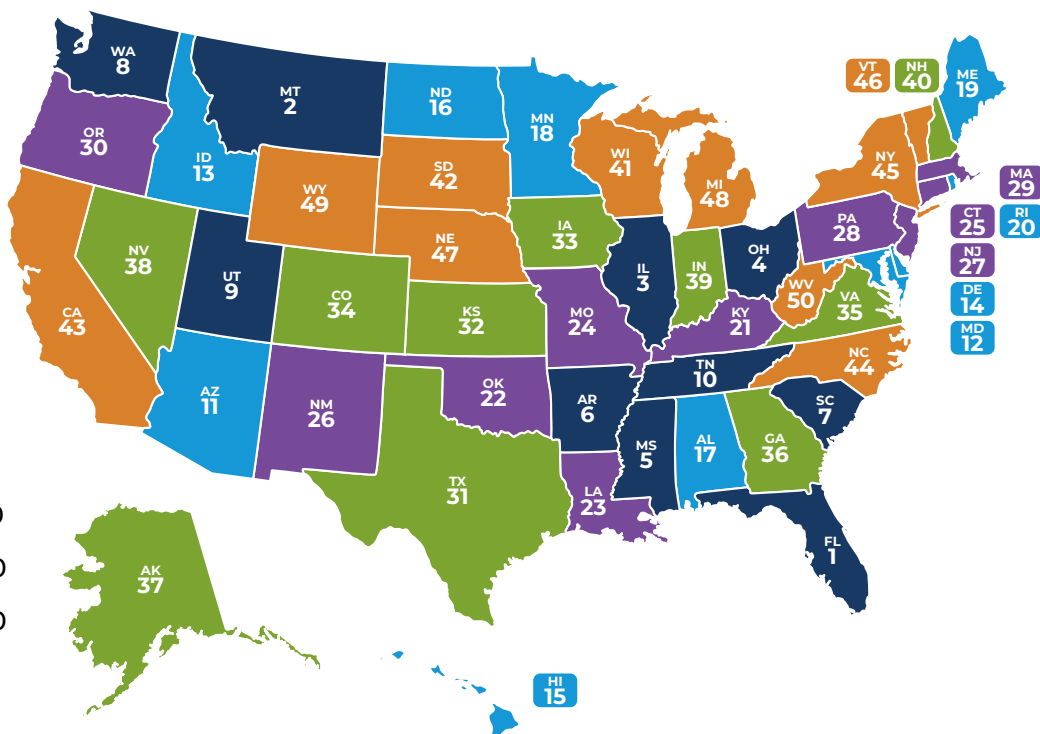 WA
8
MT
2
ND
16
MN
18
VT
46
NH
40
ME
19
OR
30
ID
13
WY
49
SD
42
WI
41
MI
48
NY
45
MA
29
CT
25
RI
20
NJ
27
DE
14
MD
12
NV
38
UT
9
CO
34
NE
47
IA
33
IL
3
IN
39
OH
4
PA
28
WV
50
VA
35
CA
43
KS
32
MO
24
KY
21
NC
44
TN
10
SC
7
AZ
11
NM
26
OK
22
AR
6
MS
5
AL
17
GA
36
TX
31
LA
23
FL
1
AK
37
HI
15
0
0
0